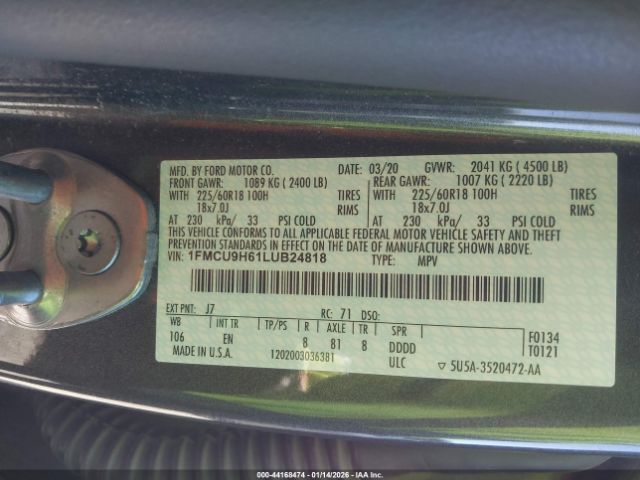 MFD. BY FORD MOTOR CO. DATE: 03/20 GVWR: 2041 KG ( 4500 LB)
FRONT GAWR: 1089 KG ( 2400 LB) REAR GAWR: 1007 KG ( 2220 LB)
WITH 225/60R18 100H TIRES WITH 225/60R18 100H TIRES
18x7.0J RIMS 18x7.0J RIMS
AT 230 kPa/ 33 PSI COLD AT 230 kPa/ 33 PSI COLD
THIS VEHICLE CONFORMS TO ALL APPLICABLE FEDERAL MOTOR VEHICLE SAFETY AND THEFT
PREVENTION STANDARDS IN EFFECT ON THE DATE OF MANUFACTURE SHOWN ABOVE.
VIN: 1FMCU9H61LUB24818 TYPE: MPV
EXT PNT: J7 RC: 71 DSO:
WB INT TR TP/PS R AXLE TR SPR F0134
106 EN 8 81 8 DDDD T0121
MADE IN U.S.A. 1202003036381 ULC ▽ 5U5A-3520472-AA
000-44168474 | 01/14/2026 - IAA, Inc.